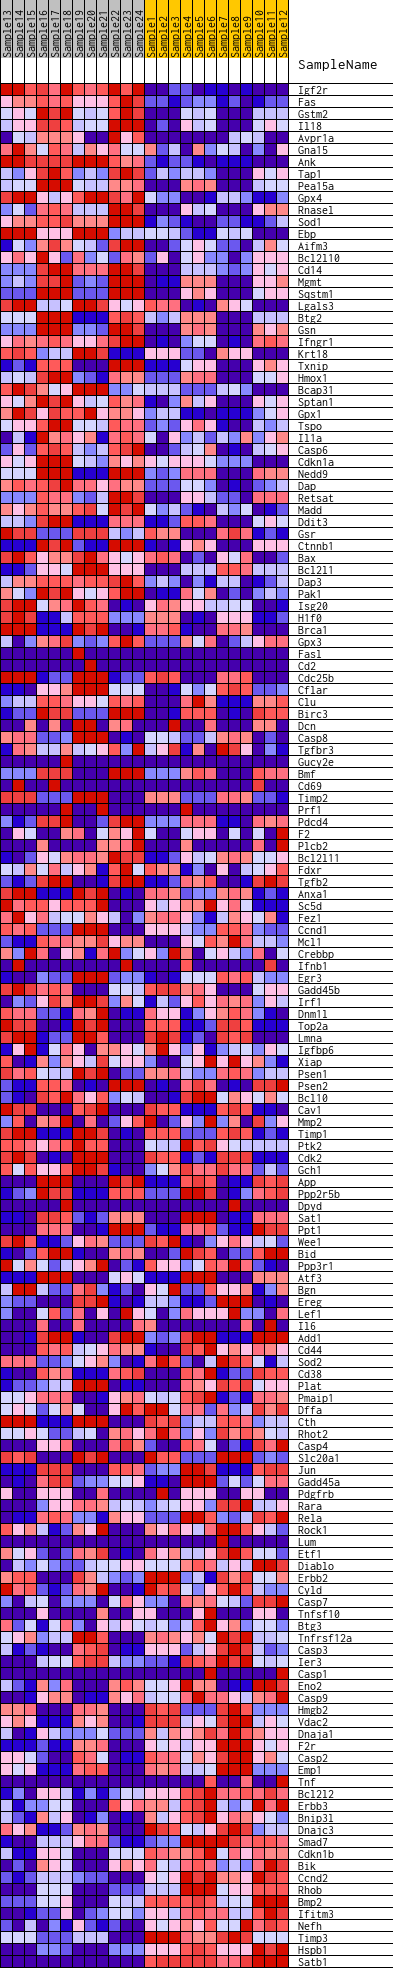 Sample13 Sample14 Sample15 Sample16 Sample17 Sample18 Sample19 Sample20 Sample21 Sample22 Sample23 Sample24 Sample1 Sample2 Sample3 Sample4 Sample5 Sample6 Sample7 Sample8 Sample9 Sample10 Sample11 Sample12
SampleName
Igf2r
Fas
Gstm2
Il18
Avpr1a
Gna15
Ank
Tap1
Pea15a
Gpx4
Rnasel
Sod1
Ebp
Aifm3
Bcl2l10
Cd14
Mgmt
Sqstm1
Lgals3
Btg2
Gsn
Ifngr1
Krt18
Txnip
Hmox1
Bcap31
Sptan1
Gpx1
Tspo
Il1a
Casp6
Cdkn1a
Nedd9
Dap
Retsat
Madd
Ddit3
Gsr
Ctnnb1
Bax
Bcl2l1
Dap3
Pak1
Isg20
H1f0
Brca1
Gpx3
Fasl
Cd2
Cdc25b
Cflar
Clu
Birc3
Dcn
Casp8
Tgfbr3
Gucy2e
Bmf
Cd69
Timp2
Prf1
Pdcd4
F2
Plcb2
Bcl2l11
Fdxr
Tgfb2
Anxa1
Sc5d
Fez1
Ccnd1
Mcl1
Crebbp
Ifnb1
Egr3
Gadd45b
Irf1
Dnm1l
Top2a
Lmna
Igfbp6
Xiap
Psen1
Psen2
Bcl10
Cav1
Mmp2
Timp1
Ptk2
Cdk2
Gch1
App
Ppp2r5b
Dpyd
Sat1
Ppt1
Wee1
Bid
Ppp3r1
Atf3
Bgn
Ereg
Lef1
Il6
Add1
Cd44
Sod2
Cd38
Plat
Pmaip1
Dffa
Cth
Rhot2
Casp4
Slc20a1
Jun
Gadd45a
Pdgfrb
Rara
Rela
Rock1
Lum
Etf1
Diablo
Erbb2
Cyld
Casp7
Tnfsf10
Btg3
Tnfrsf12a
Casp3
Ier3
Casp1
Eno2
Casp9
Hmgb2
Vdac2
Dnaja1
F2r
Casp2
Emp1
Tnf
Bcl2l2
Erbb3
Bnip3l
Dnajc3
Smad7
Cdkn1b
Bik
Ccnd2
Rhob
Bmp2
Ifitm3
Nefh
Timp3
Hspb1
Satb1